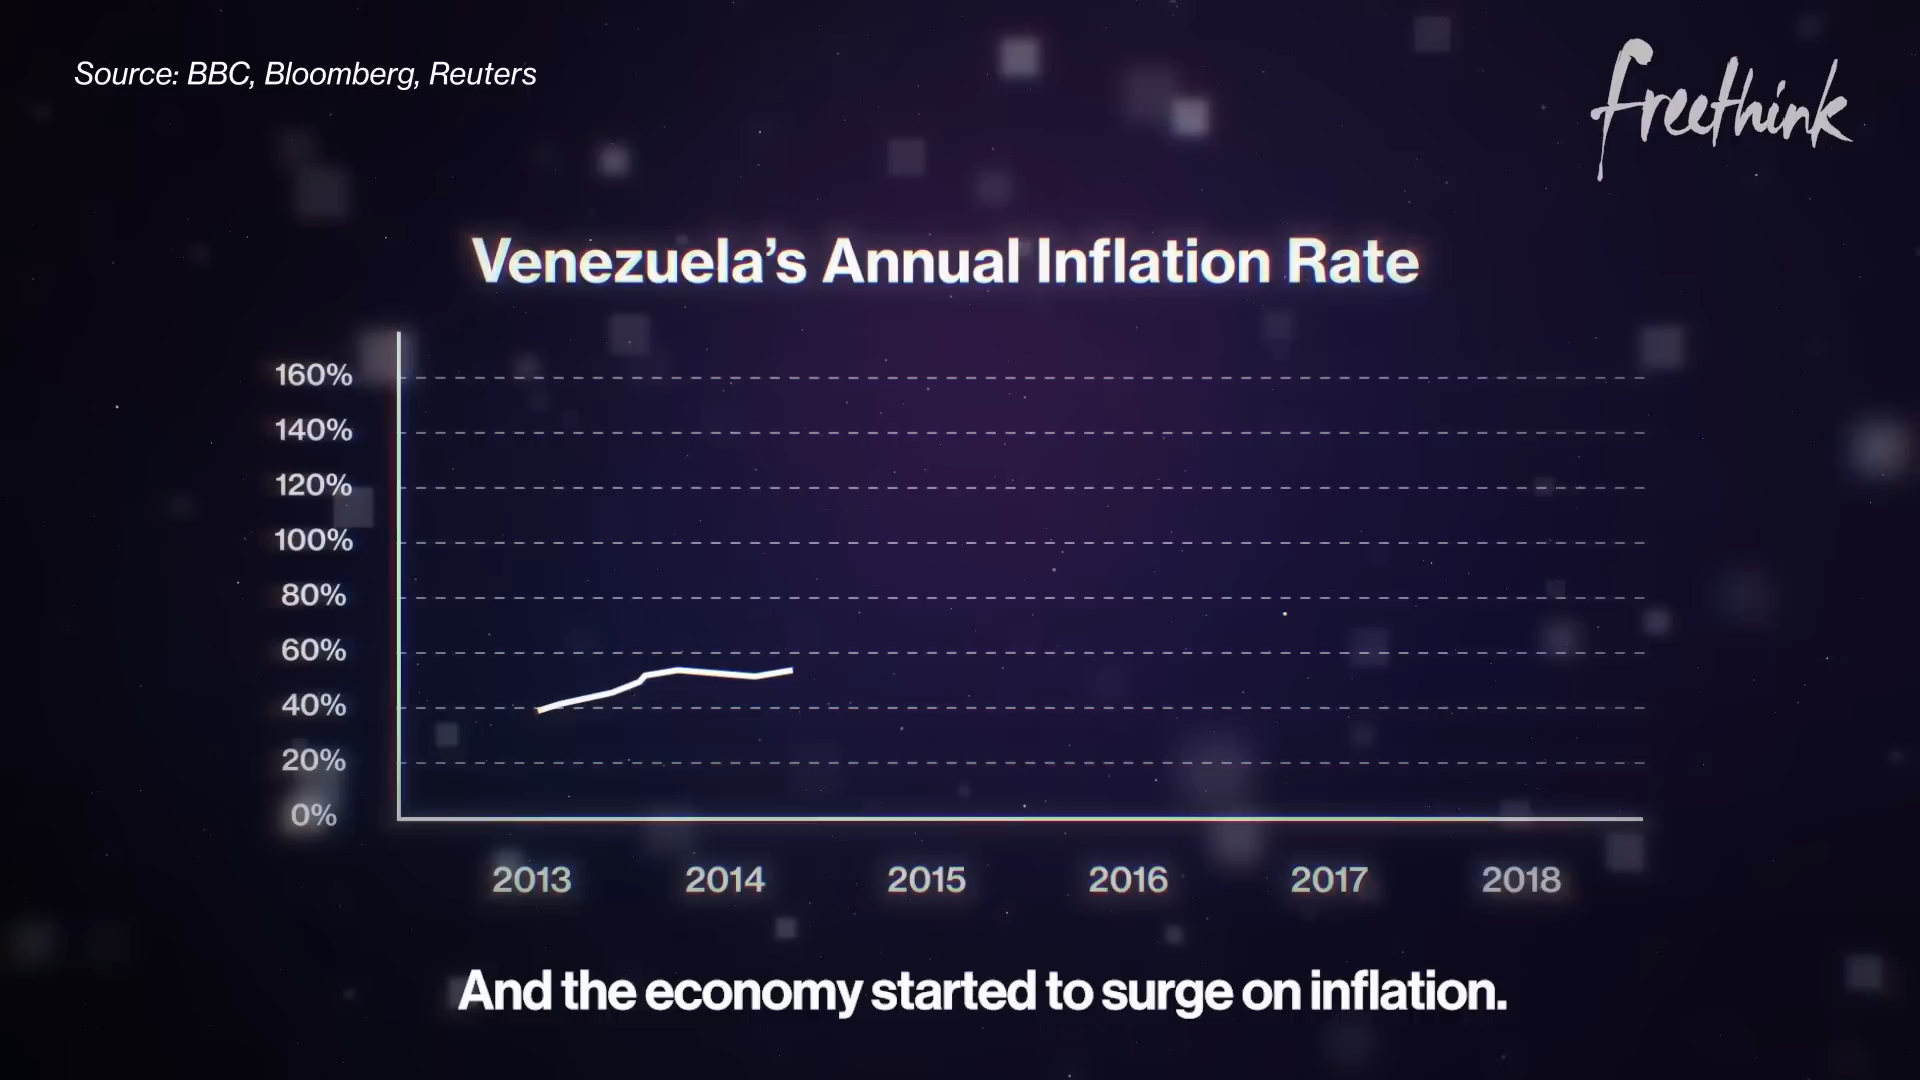 Source: BBC, Bloomberg, Reuters
freethink
Venezuela’s Annual Inflation Rate
160%
140%
120%
100%
80%
60%
40%
20%
0%
2013 2014 2015 2016 2017 2018
And the economy started to surge on inflation.